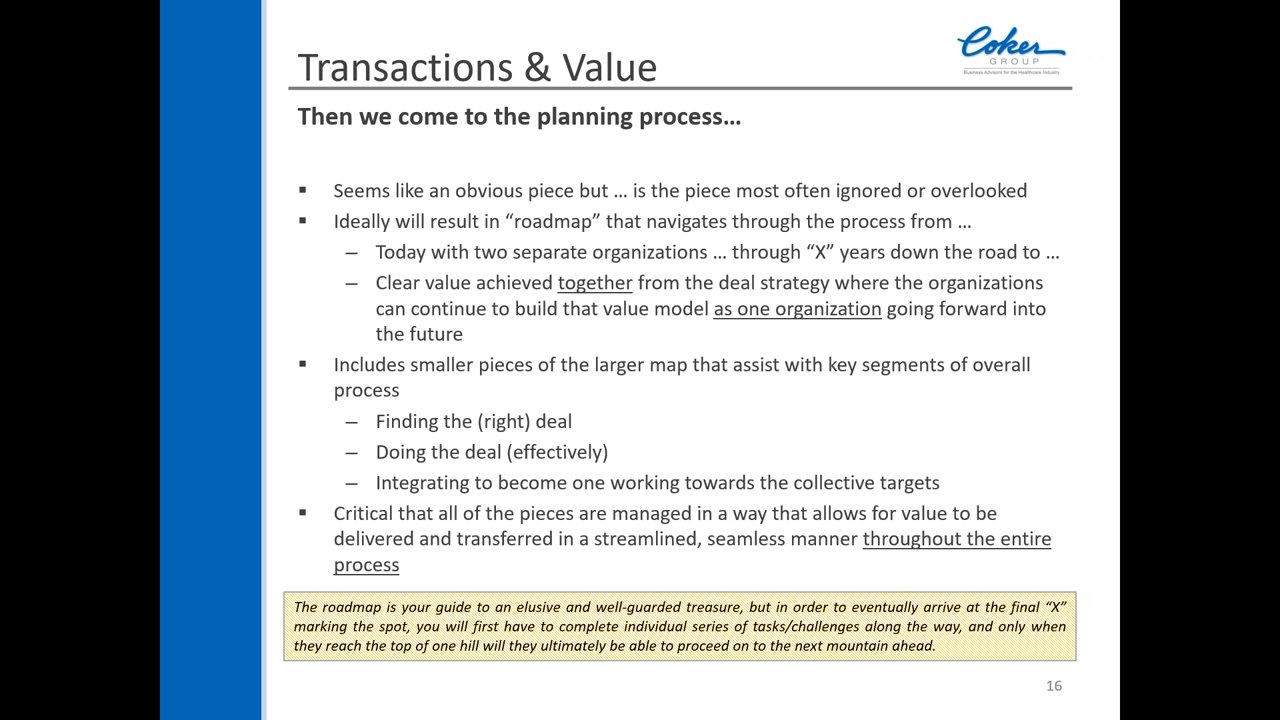 Transactions & Value
Coker
GROUP
Business Advisors for the Healthcare Industry
Then we come to the planning process…
▪ Seems like an obvious piece but … is the piece most often ignored or overlooked
▪ Ideally will result in “roadmap” that navigates through the process from …
– Today with two separate organizations … through “X” years down the road to …
– Clear value achieved together from the deal strategy where the organizations
can continue to build that value model as one organization going forward into
the future
▪ Includes smaller pieces of the larger map that assist with key segments of overall
process
– Finding the (right) deal
– Doing the deal (effectively)
– Integrating to become one working towards the collective targets
▪ Critical that all of the pieces are managed in a way that allows for value to be
delivered and transferred in a streamlined, seamless manner throughout the entire
process
The roadmap is your guide to an elusive and well-guarded treasure, but in order to eventually arrive at the final “X”
marking the spot, you will first have to complete individual series of tasks/challenges along the way, and only when
they reach the top of one hill will they ultimately be able to proceed on to the next mountain ahead.
16